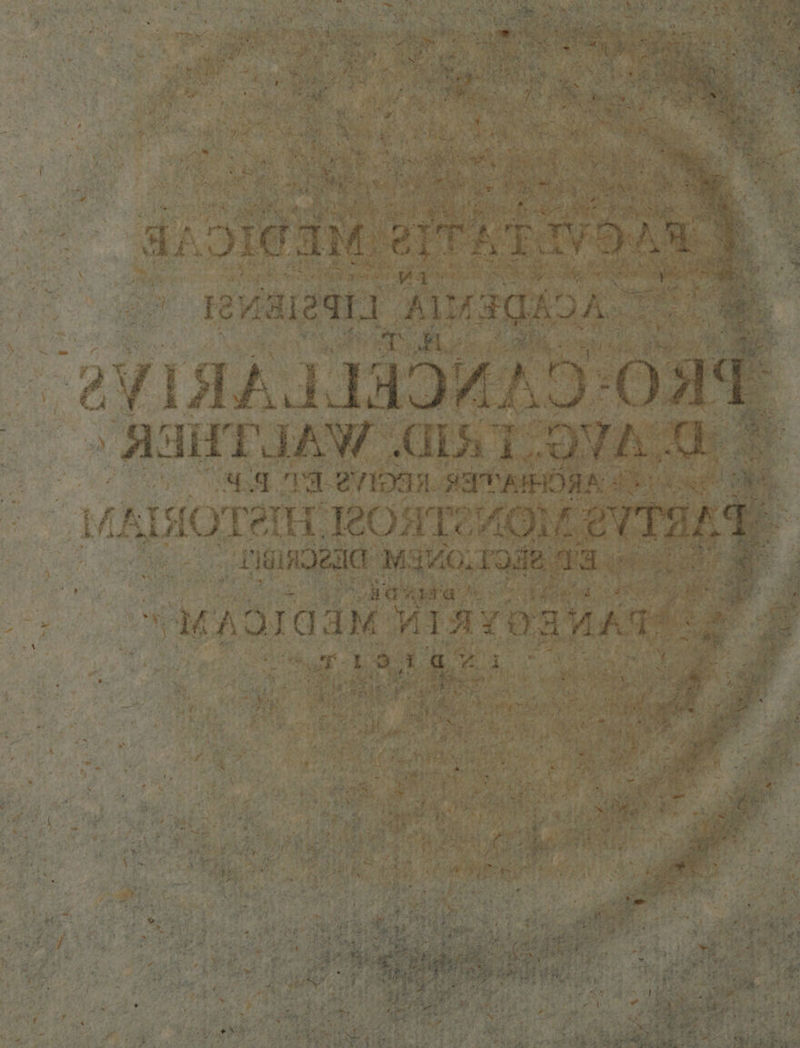 FACVLTATIS MEDICAE
IN
ACADEMIA LIPSIENSI
H. T.
PRO-CANCELLARIVS
D. AVG. FRID. WALTHER
ARCHIATER REGIVS ET P. P.
PARTVS MONSTROSI HISTORIAM
ET SECTIONEM DESCRIBIT
PANEGYRIN MEDICAM
INDICIT